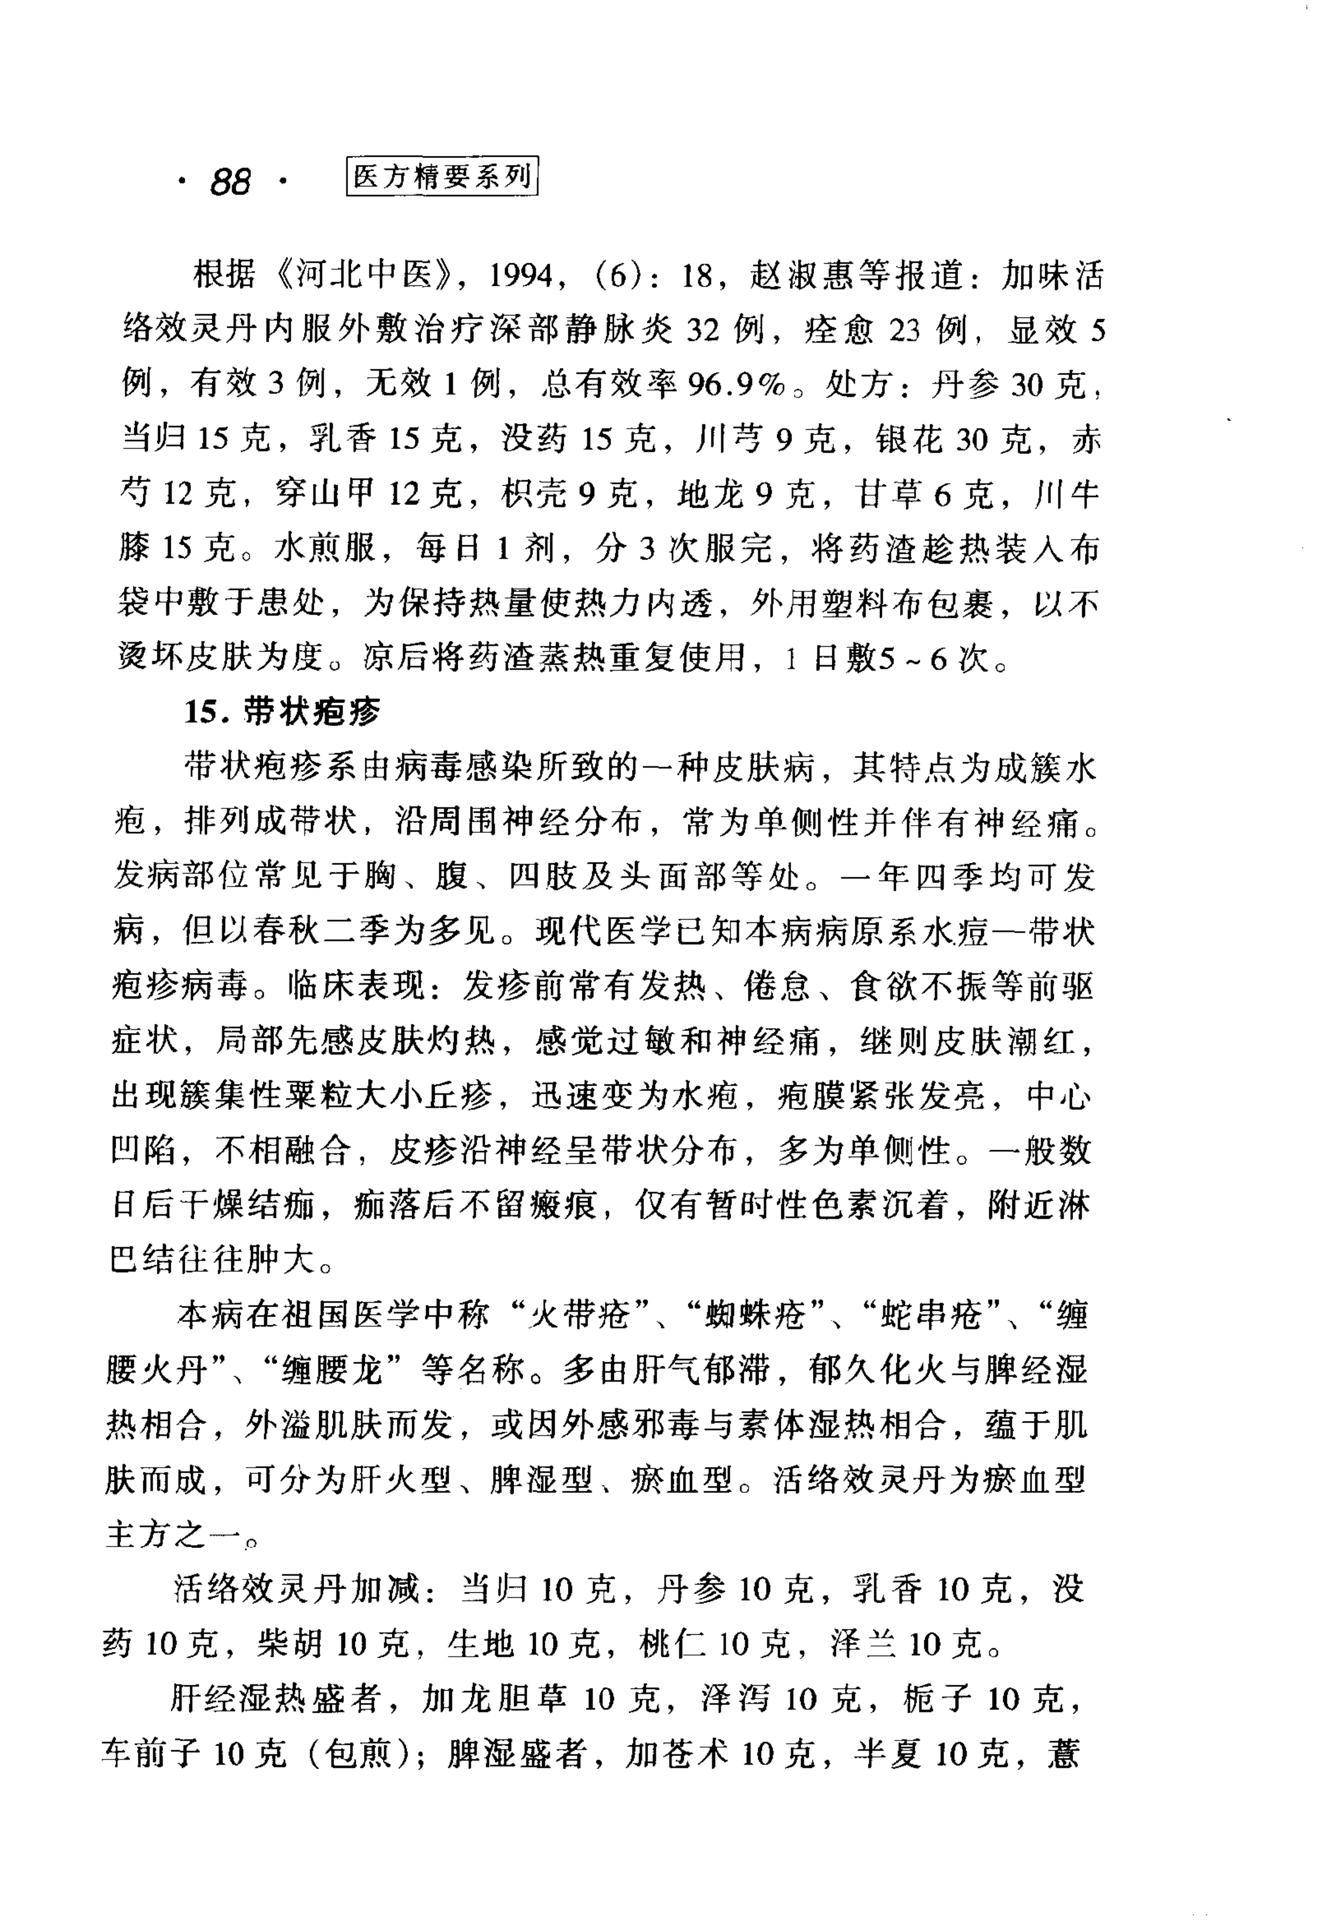 · 88 · 医方精要系列
根据《河北中医》，1994，(6)：18，赵淑惠等报道：加味活
络效灵丹内服外敷治疗深部静脉炎 32 例，痊愈 23 例，显效 5
例，有效 3 例，无效 1 例，总有效率 96.9%。处方：丹参 30 克，
当归 15 克，乳香 15 克，没药 15 克，川芎 9 克，银花 30 克，赤
芍 12 克，穿山甲 12 克，枳壳 9 克，地龙 9 克，甘草 6 克，川牛
膝 15 克。水煎服，每日 1 剂，分 3 次服完，将药渣趁热装入布
袋中敷于患处，为保持热量使热力内透，外用塑料布包裹，以不
烫坏皮肤为度。凉后将药渣蒸热重复使用，1 日敷5～6 次。
15. 带状疱疹
带状疱疹系由病毒感染所致的一种皮肤病，其特点为成簇水
疱，排列成带状，沿周围神经分布，常为单侧性并伴有神经痛。
发病部位常见于胸、腹、四肢及头面部等处。一年四季均可发
病，但以春秋二季为多见。现代医学已知本病病原系水痘—带状
疱疹病毒。临床表现：发疹前常有发热、倦怠、食欲不振等前驱
症状，局部先感皮肤灼热，感觉过敏和神经痛，继则皮肤潮红，
出现簇集性粟粒大小丘疹，迅速变为水疱，疱膜紧张发亮，中心
凹陷，不相融合，皮疹沿神经呈带状分布，多为单侧性。一般数
日后干燥结痂，痂落后不留瘢痕，仅有暂时性色素沉着，附近淋
巴结往往肿大。
本病在祖国医学中称“火带疮”、“蜘蛛疮”、“蛇串疮”、“缠
腰火丹”、“缠腰龙”等名称。多由肝气郁滞，郁久化火与脾经湿
热相合，外溢肌肤而发，或因外感邪毒与素体湿热相合，蕴于肌
肤而成，可分为肝火型、脾湿型、瘀血型。活络效灵丹为瘀血型
主方之一。
活络效灵丹加减：当归 10 克，丹参 10 克，乳香 10 克，没
药 10 克，柴胡 10 克，生地 10 克，桃仁 10 克，泽兰 10 克。
肝经湿热盛者，加龙胆草 10 克，泽泻 10 克，栀子 10 克，
车前子 10 克（包煎）；脾湿盛者，加苍术 10 克，半夏 10 克，薏